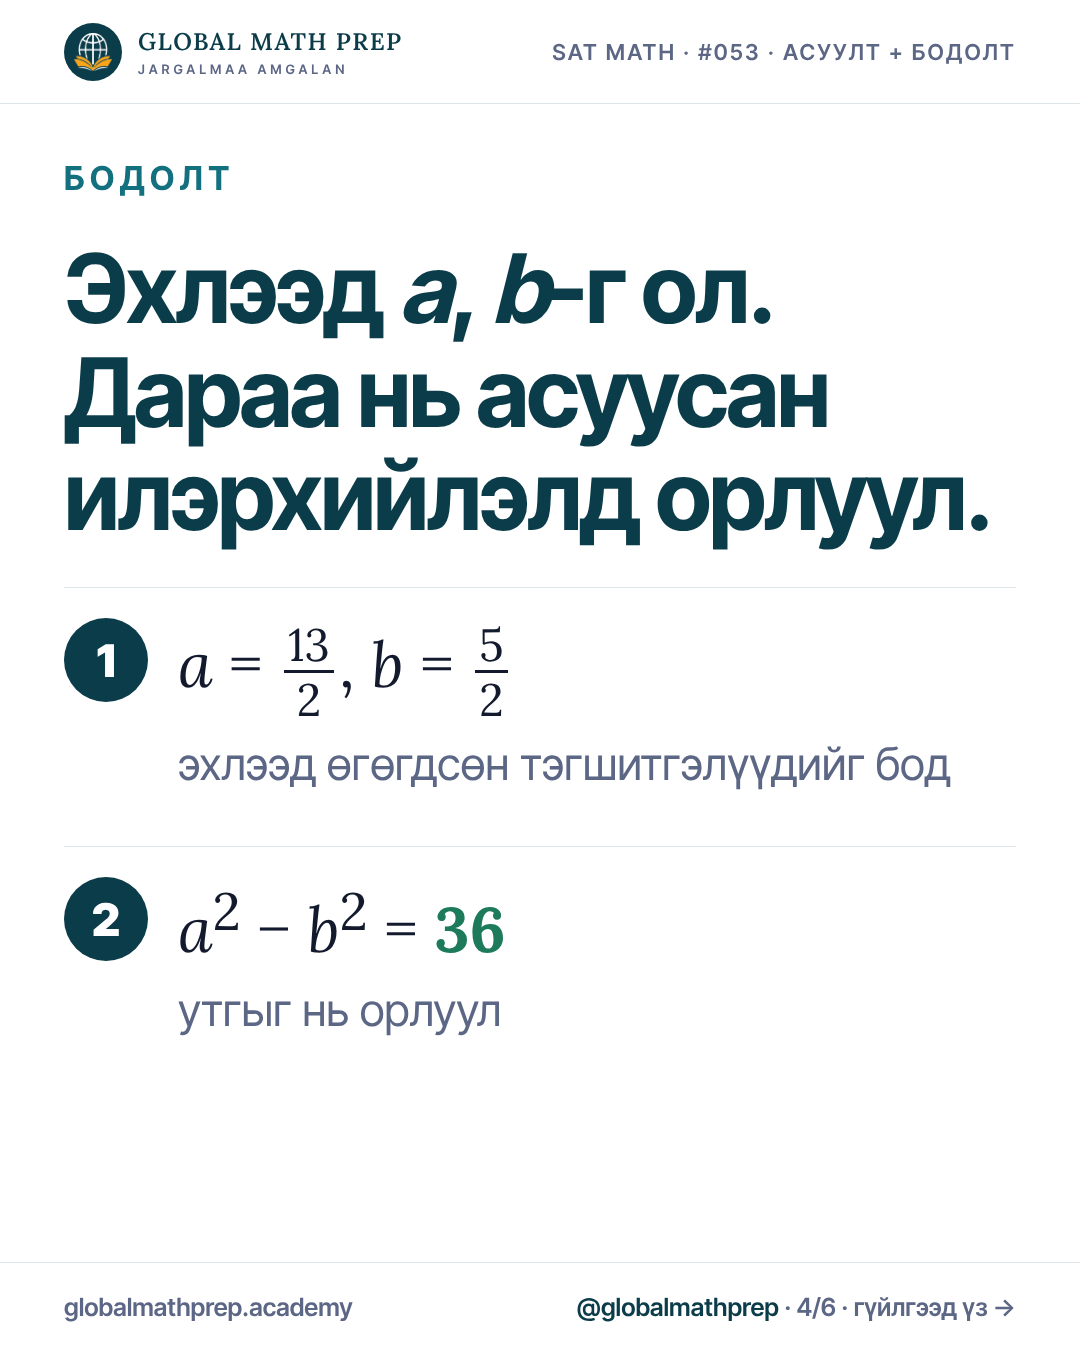 GLOBAL MATH PREP
JARGALMAA AMGALAN
SAT MATH · #053 · АСУУЛТ + БОДОЛТ
БОДОЛТ
Эхлээд a, b-г ол.
Дараа нь асуусан
илэрхийлэлд орлуул.
1 a = 13/2, b = 5/2
эхлээд өгөгдсөн тэгшитгэлүүдийг бод
2 a² − b² = 36
утгыг нь орлуул
globalmathprep.academy
@globalmathprep · 4/6 · гүйлгээд үз →